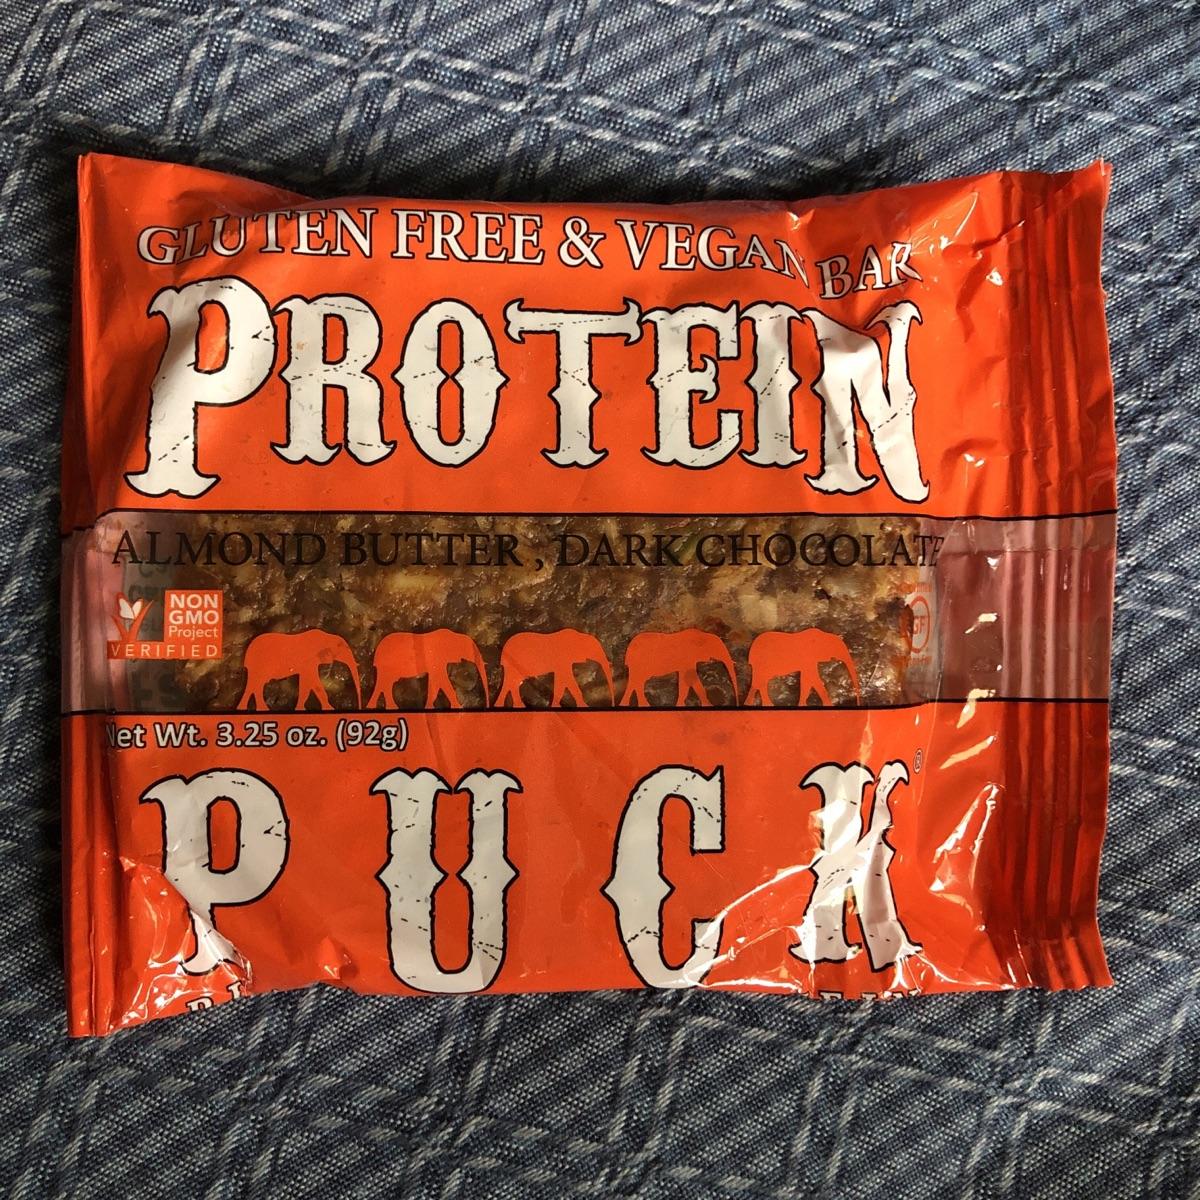 GLUTEN FREE & VEGAN BAR
PROTEIN
ALMOND BUTTER, DARK CHOCOLATE
NON
GMO
Project
VERIFIED
GF
Net Wt. 3.25 oz. (92g)
PUCK®